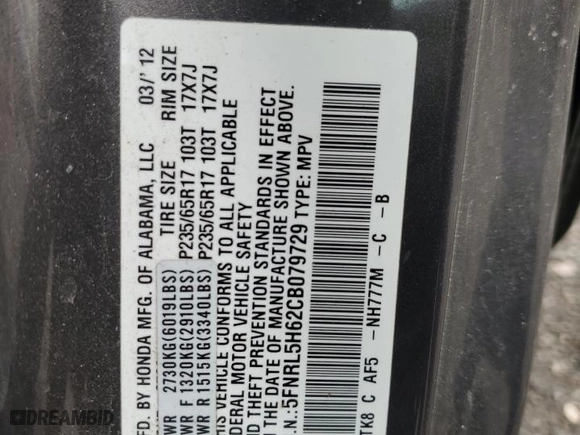 FD. BY HONDA MFG. OF ALABAMA, LLC 03/'12
TIRE SIZE RIM SIZE
WR 2730KG(6019LBS)
WR F 1320KG(2910LBS) P235/65R17 103T 17X7J
WR R 1515KG(3340LBS) P235/65R17 103T 17X7J
HIS VEHICLE CONFORMS TO ALL APPLICABLE
DERAL MOTOR VEHICLE SAFETY
THEFT PREVENTION STANDARDS IN EFFECT
THE DATE OF MANUFACTURE SHOWN ABOVE.
.N.:5FNRL5H62CB079729 TYPE: MPV
TK8 C AF5 -NH777M -C -B
DREAMBID